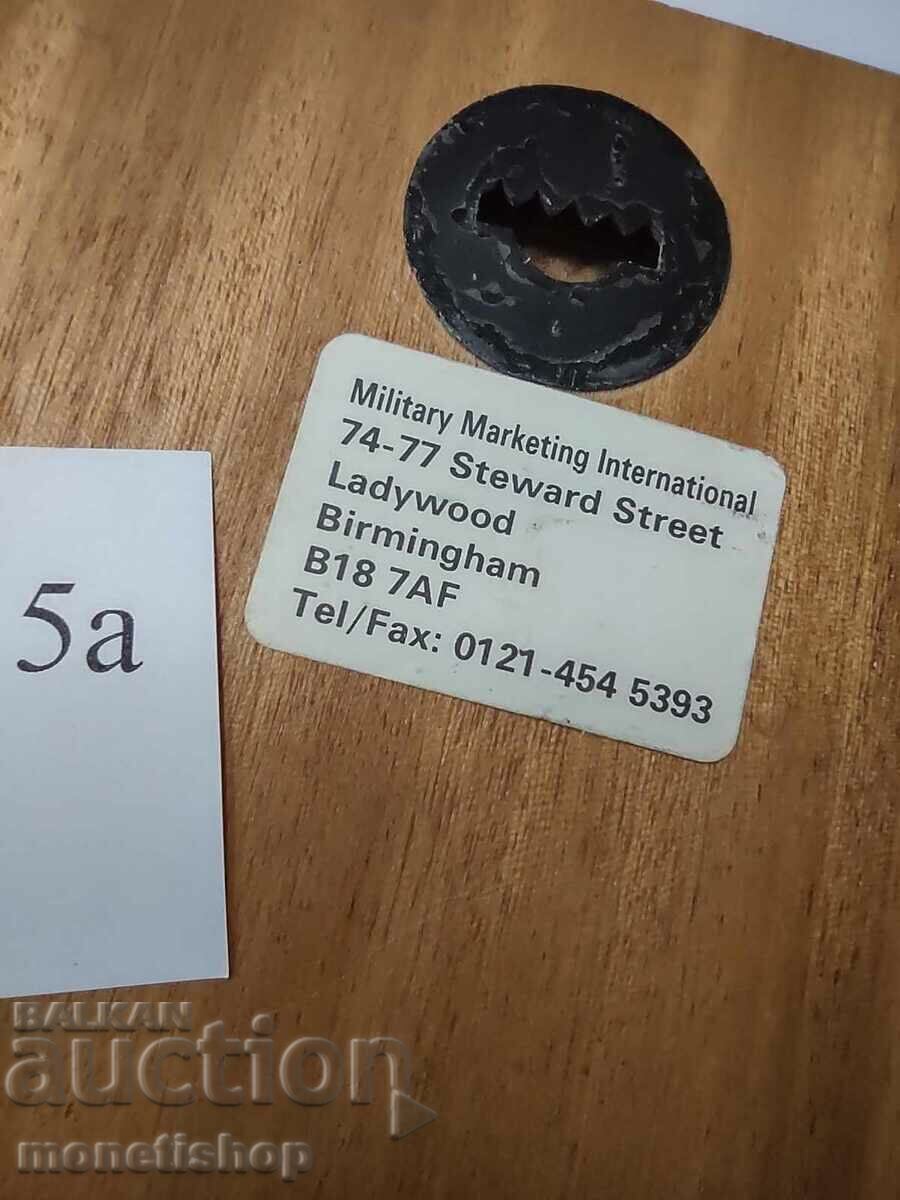 Military Marketing International
74-77 Steward Street
Ladywood
Birmingham
B18 7AF
Tel/Fax: 0121-454 5393
5a
BALKAN
auction
monetishop